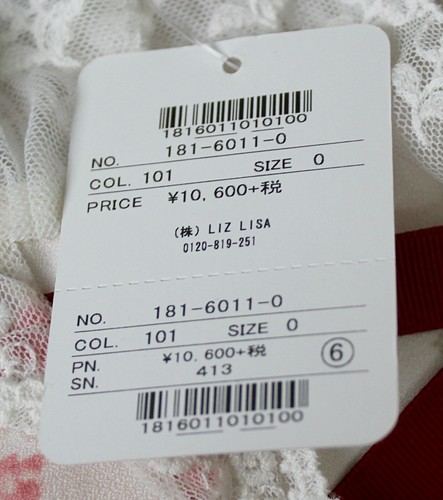 1816011010100
NO. 181-6011-0
COL. 101 SIZE 0
PRICE ¥10,600+税
(株) LIZ LISA
0120-819-251
NO. 181-6011-0
COL. 101 SIZE 0
PN. ¥10,600+税 ⑥
SN. 413
1816011010100